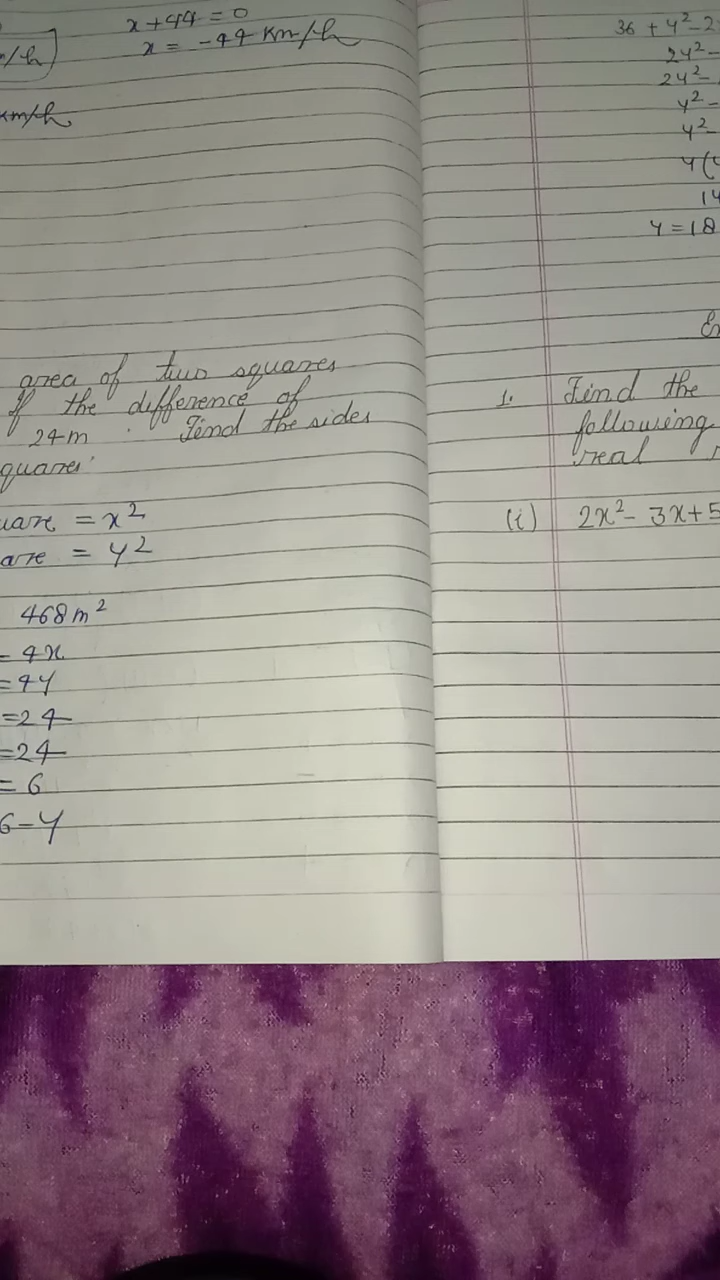 x+44 = 0
/h) x = -44 Km/h
km/h
area of two squares
If the difference of
24m . Find the sides
quares
uare = x²
are = y²
468m²
= 4x
=4y
=24
=24
= 6
6-y
36 + y²-2
2y²-
2y²-
y²-
y²
y(
14
y=18
Ex
1. Find the
following
real
(i) 2x²- 3x+5